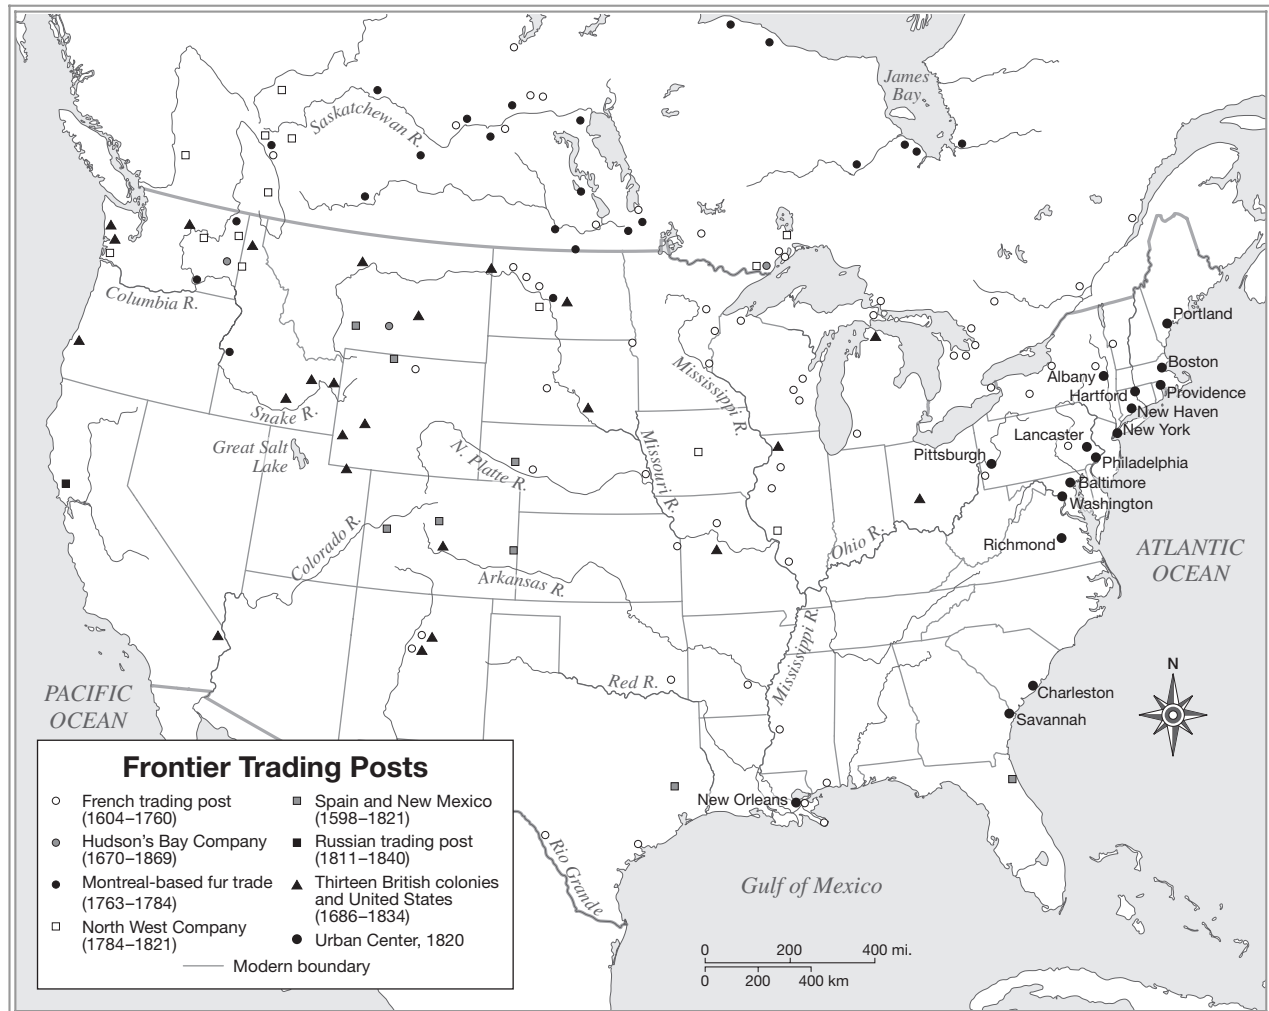 James
Bay
Saskatchewan R.
Columbia R.
Portland
Mississippi R.
Boston
Albany
Providence
Hartford
New Haven
Snake R.
New York
Great Salt
Lake
Missouri R.
Lancaster
N. Platte R.
Pittsburgh
Philadelphia
Baltimore
Washington
Colorado R.
Ohio R.
Richmond
ATLANTIC
OCEAN
Arkansas R.
Mississippi R.
Red R.
N
PACIFIC
OCEAN
Charleston
Savannah
New Orleans
Rio Grande
Gulf of Mexico
Frontier Trading Posts
French trading post
(1604–1760)
Hudson's Bay Company
(1670–1869)
Montreal-based fur trade
(1763–1784)
North West Company
(1784–1821)
Spain and New Mexico
(1598–1821)
Russian trading post
(1811–1840)
Thirteen British colonies
and United States
(1686–1834)
Urban Center, 1820
Modern boundary
0 200 400 mi.
0 200 400 km